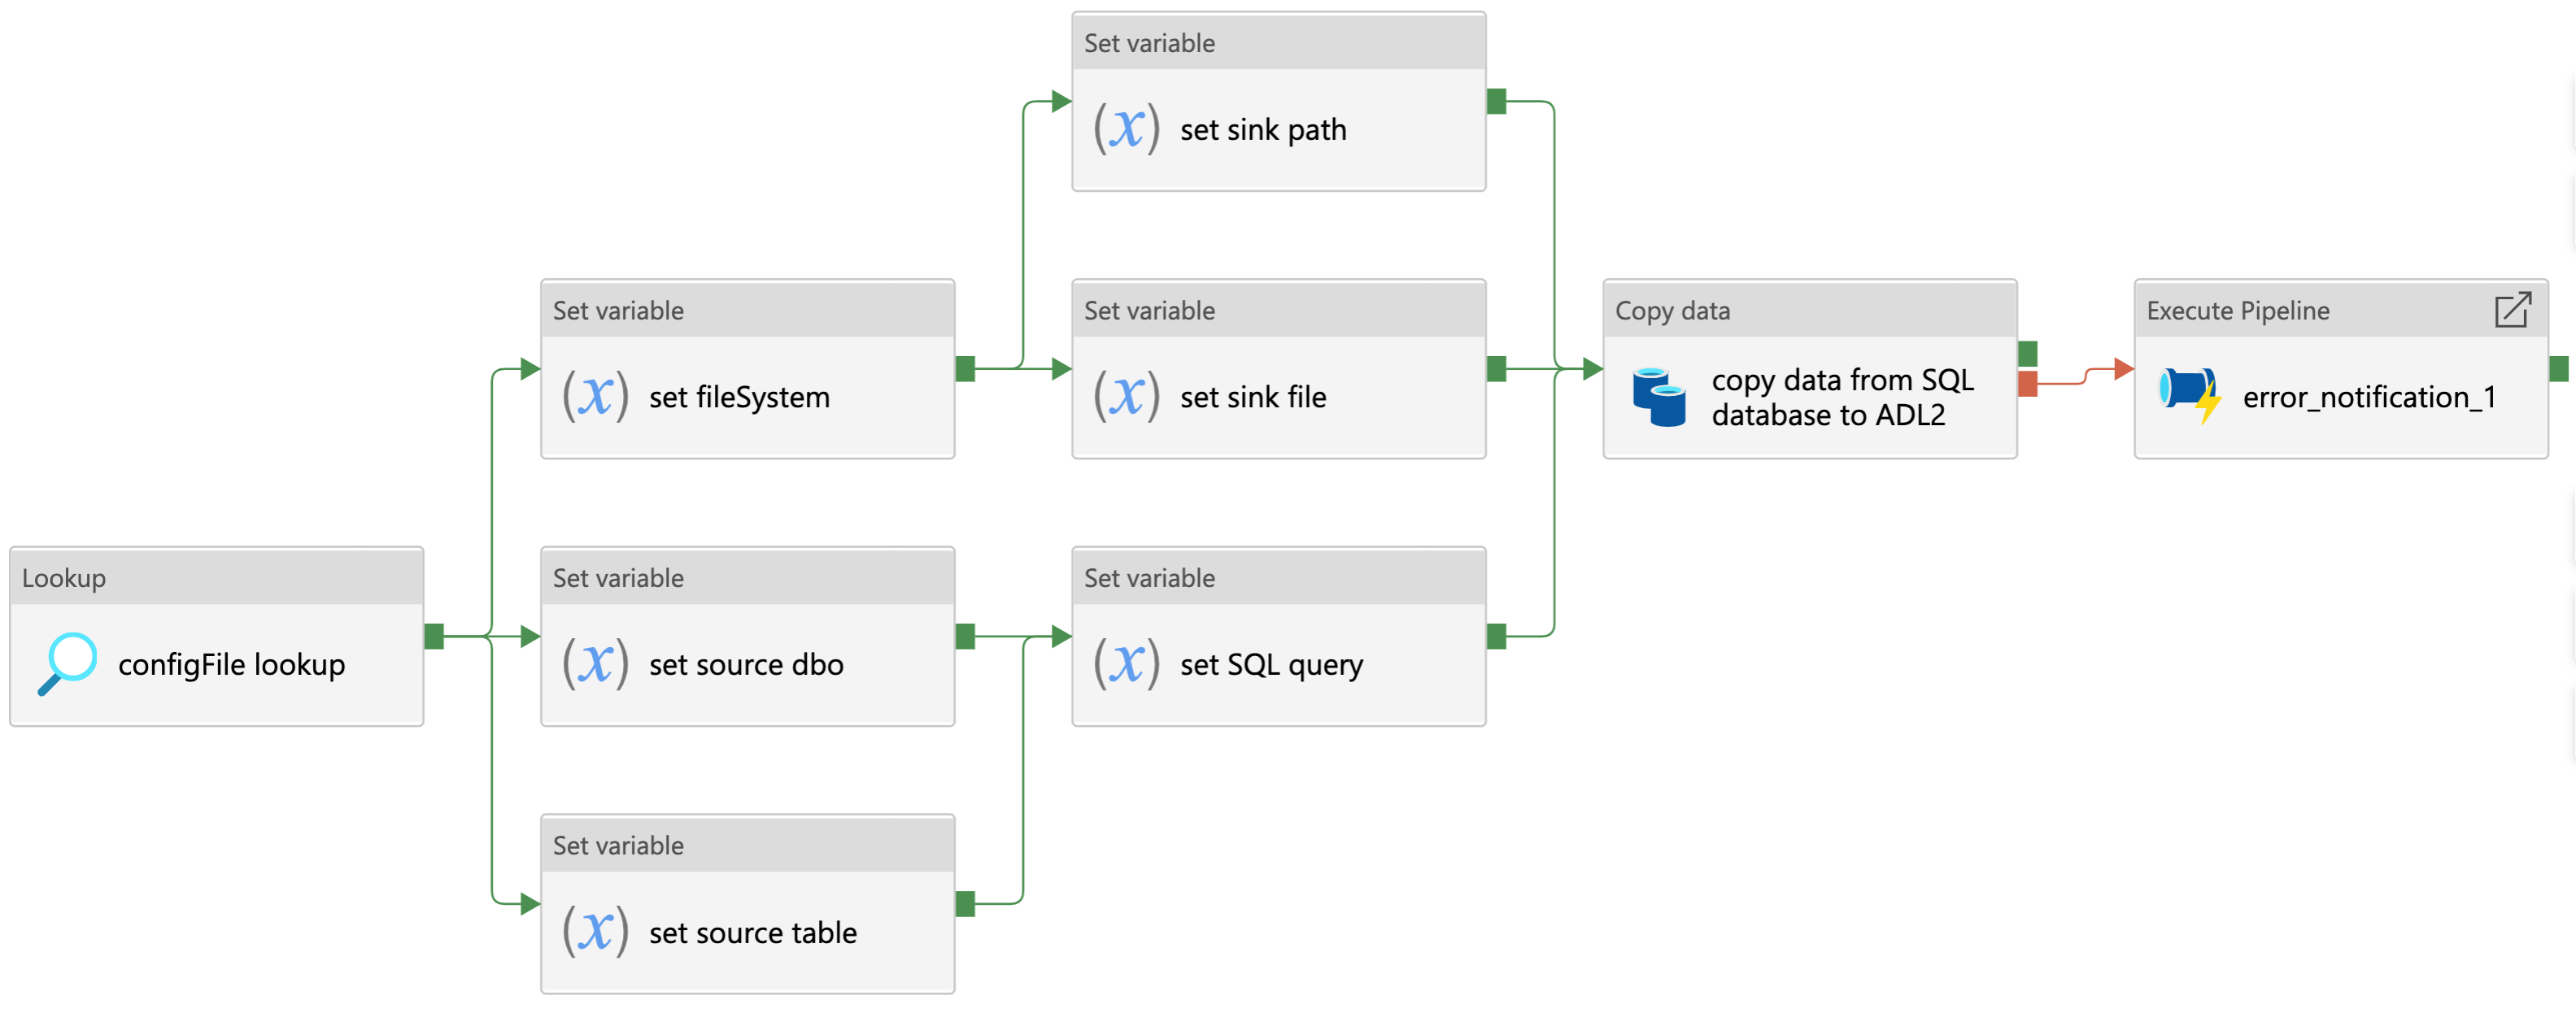 Set variable
(x) set sink path
Set variable
(x) set fileSystem
Set variable
(x) set sink file
Copy data
copy data from SQL
database to ADL2
Execute Pipeline
error_notification_1
Lookup
configFile lookup
Set variable
(x) set source dbo
Set variable
(x) set SQL query
Set variable
(x) set source table